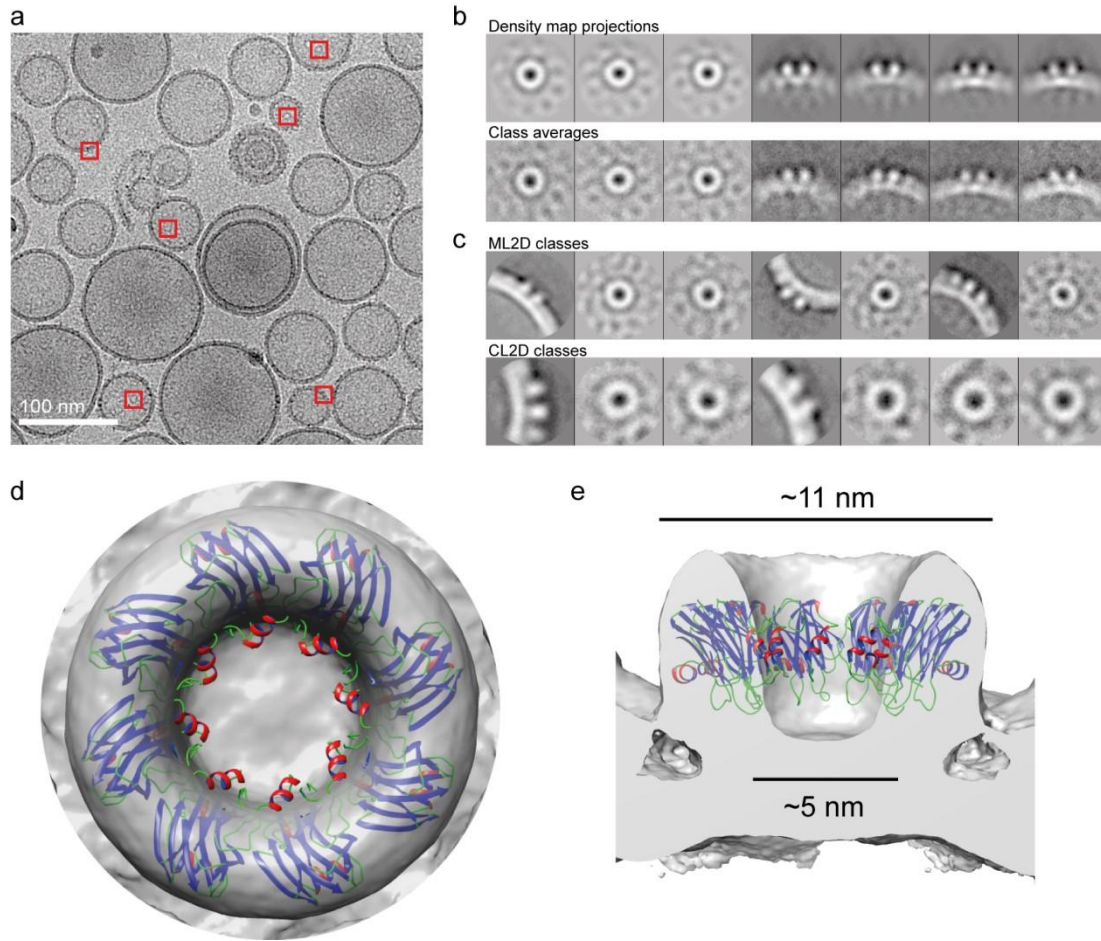 a
100 nm
b
Density map projections
Class averages
c
ML2D classes
CL2D classes
d
e
~11 nm
~5 nm